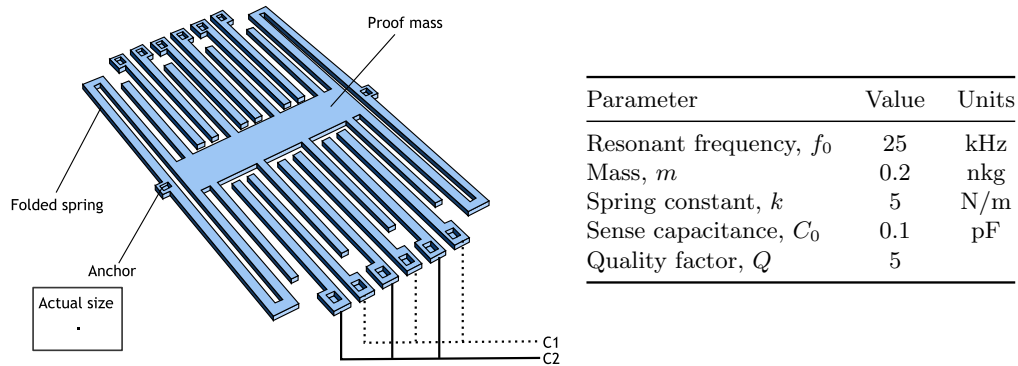 Proof mass
Folded spring
Anchor
Actual size
C1
C2
Parameter Value Units
Resonant frequency, f₀ 25 kHz
Mass, m 0.2 nkg
Spring constant, k 5 N/m
Sense capacitance, C₀ 0.1 pF
Quality factor, Q 5